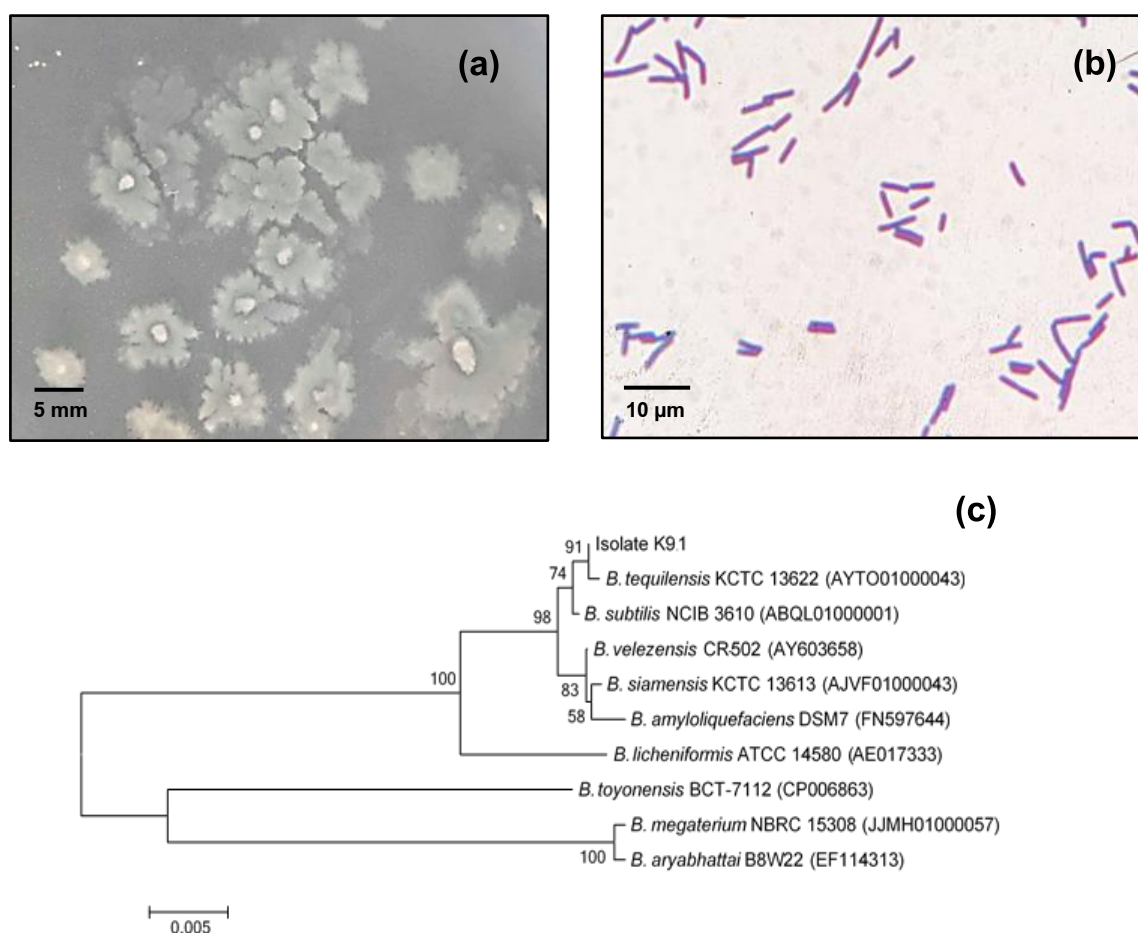 (a)
5 mm
(b)
10 µm
(c)
91
Isolate K9.1
74
B. tequilensis KCTC 13622 (AYTO01000043)
98
B. subtilis NCIB 3610 (ABQL01000001)
B. velezensis CR502 (AY603658)
100
83
B. siamensis KCTC 13613 (AJVF01000043)
58
B. amyloliquefaciens DSM7 (FN597644)
B. licheniformis ATCC 14580 (AE017333)
B. toyonensis BCT-7112 (CP006863)
B. megaterium NBRC 15308 (JJMH01000057)
100
B. aryabhattai B8W22 (EF114313)
0.005